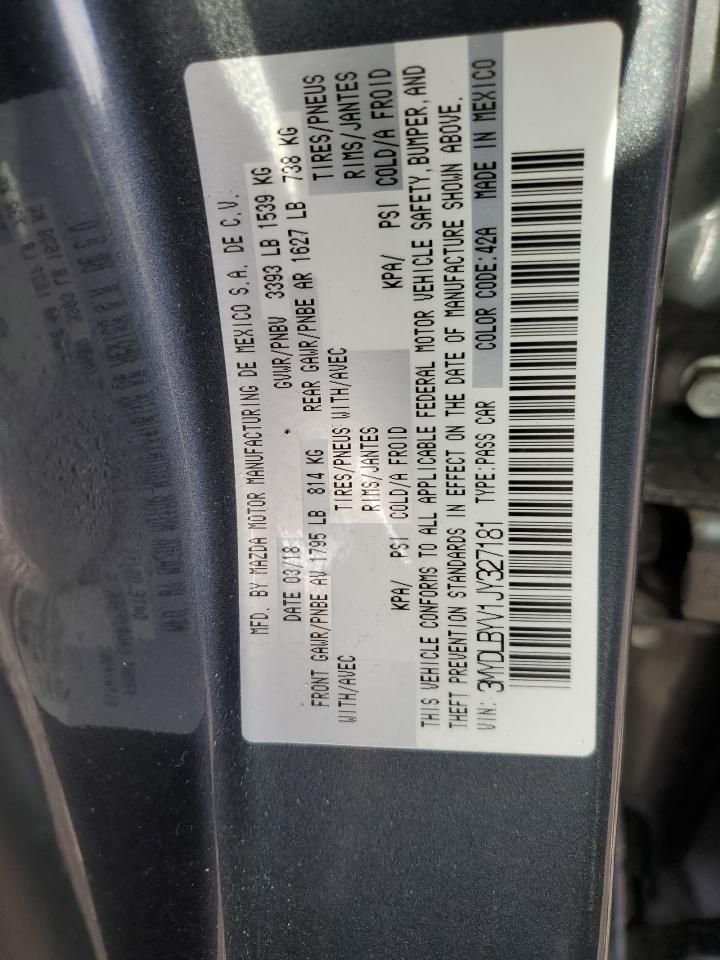 MFD. BY MAZDA MOTOR MANUFACTURING DE MEXICO S.A. DE C.V.
DATE 03/18 GVWR/PNBV 3393 LB 1539 KG
FRONT GAWR/PNBE AV 1795 LB 814 KG REAR GAWR/PNBE AR 1627 LB 738 KG
WITH/AVEC TIRES/PNEUS WITH/AVEC TIRES/PNEUS
RIMS/JANTES RIMS/JANTES
KPA/ PSI COLD/A FROID KPA/ PSI COLD/A FROID
THIS VEHICLE CONFORMS TO ALL APPLICABLE FEDERAL MOTOR VEHICLE SAFETY, BUMPER, AND
THEFT PREVENTION STANDARDS IN EFFECT ON THE DATE OF MANUFACTURE SHOWN ABOVE.
VIN: 3MYDLBYV1JY327181 TYPE:PASS CAR COLOR CODE:42A MADE IN MEXICO